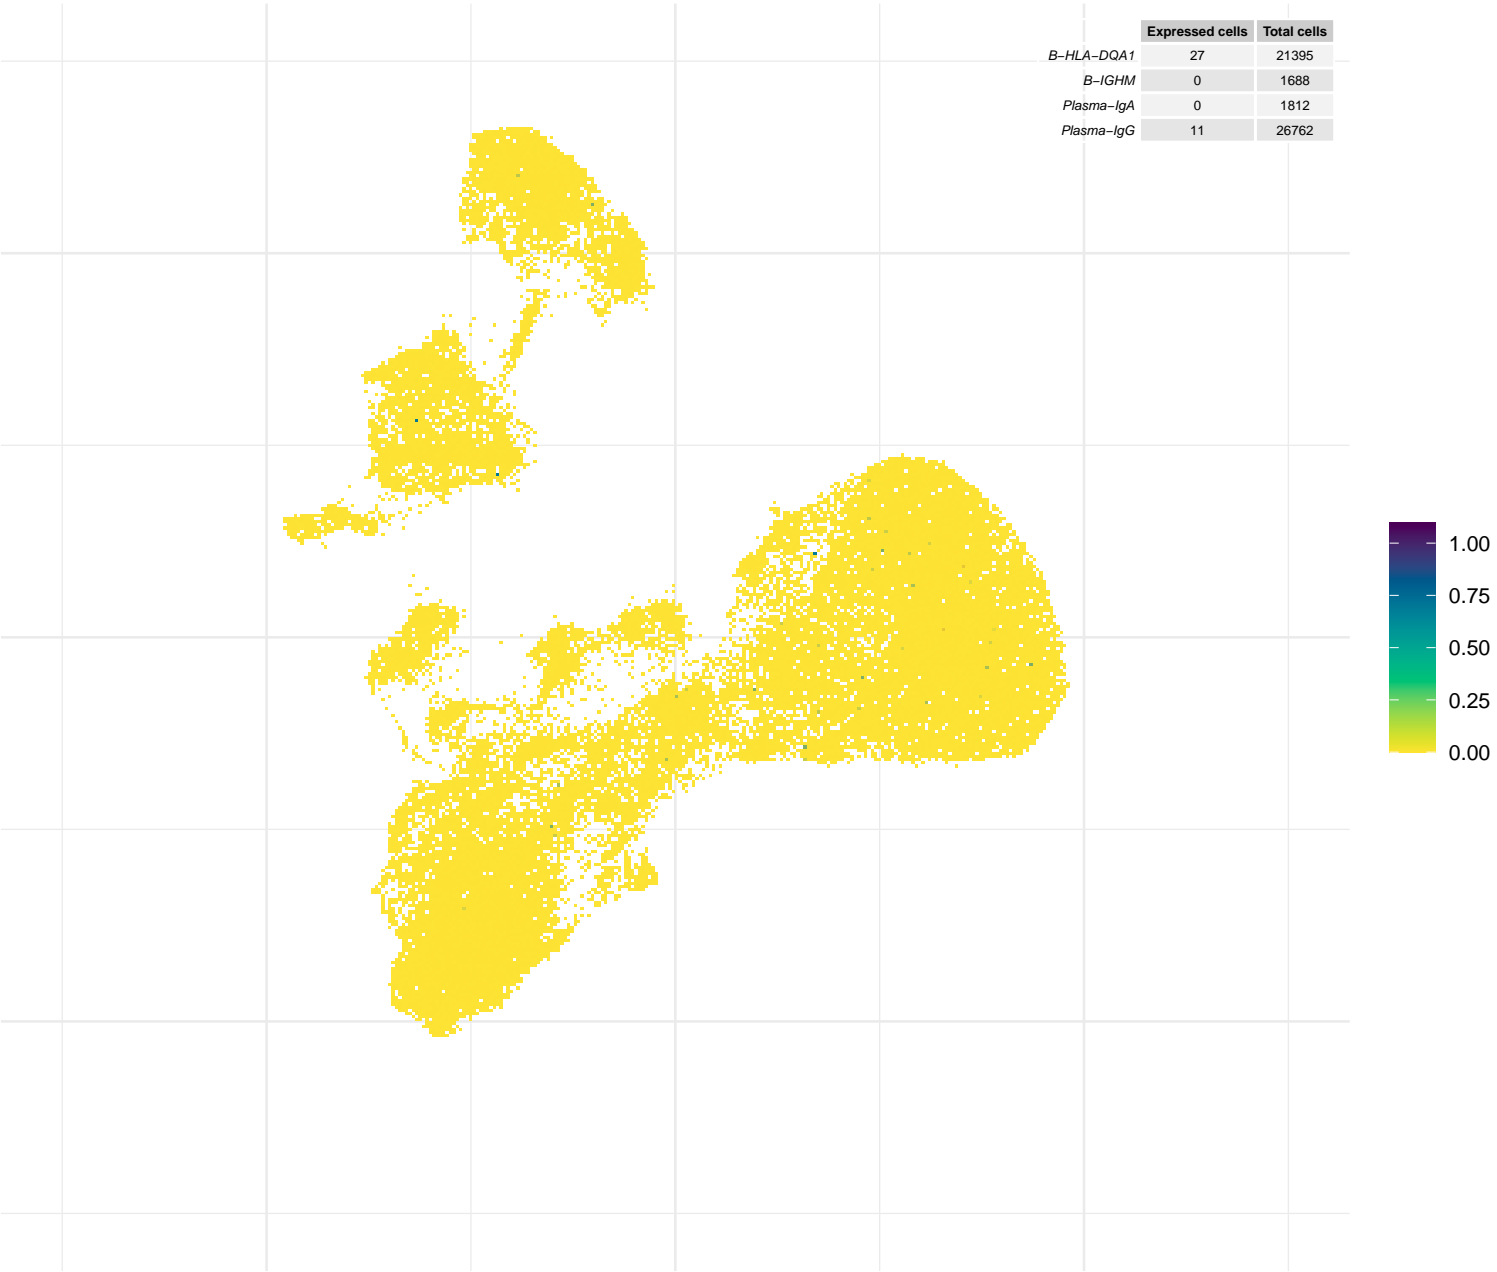 Expressed cells Total cells
B−HLA−DQA1 27 21395
B−IGHM 0 1688
Plasma−IgA 0 1812
Plasma−IgG 11 26762
1.00
0.75
0.50
0.25
0.00